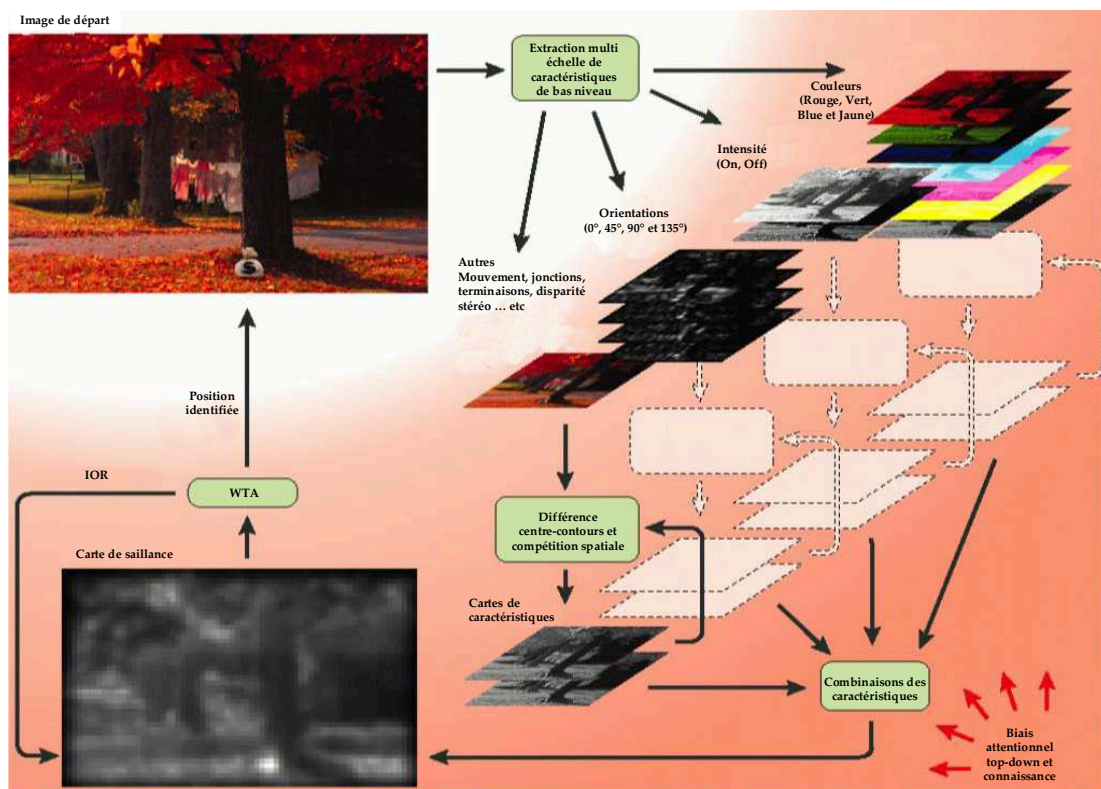 Image de départ
Extraction multi
échelle de
caractéristiques
de bas niveau
Couleurs
(Rouge, Vert,
Blue et Jaune)
Intensité
(On, Off)
Orientations
(0°, 45°, 90° et 135°)
Autres
Mouvement, jonctions,
terminaisons, disparité
stéréo ... etc
$
Position
identifiée
IOR
WTA
Différence
centre-contours et
compétition spatiale
Carte de saillance
Cartes de
caractéristiques
Combinaisons des
caractéristiques
Biais
attentionnel
top-down et
connaissance